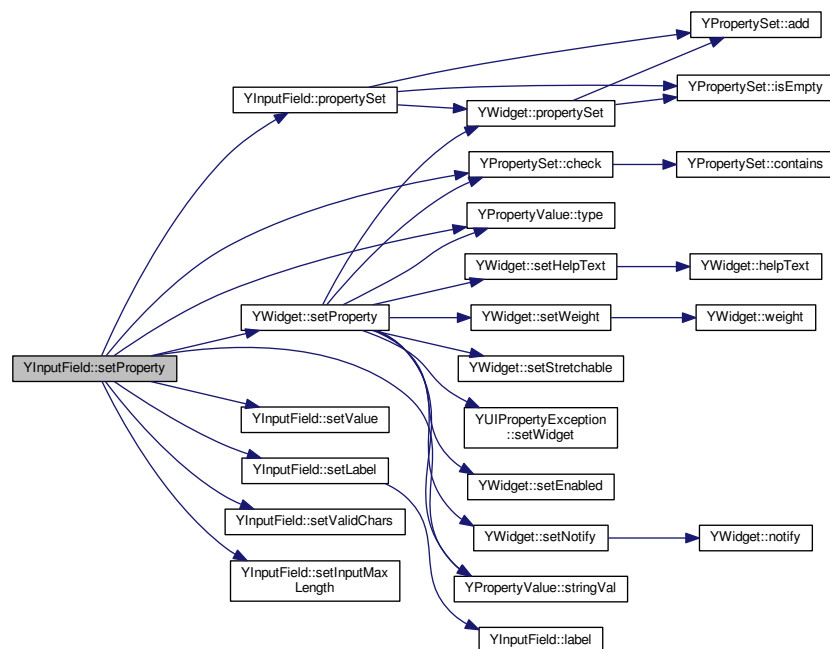 YPropertySet::add
YPropertySet::isEmpty
YInputField::propertySet
YWidget::propertySet
YPropertySet::check
YPropertySet::contains
YPropertyValue::type
YWidget::setHelpText
YWidget::helpText
YWidget::setProperty
YWidget::setWeight
YWidget::weight
YInputField::setProperty
YWidget::setStretchable
YInputField::setValue
YUIPropertyException
::setWidget
YInputField::setLabel
YWidget::setEnabled
YInputField::setValidChars
YWidget::setNotify
YWidget::notify
YInputField::setInputMax
Length
YPropertyValue::stringVal
YInputField::label